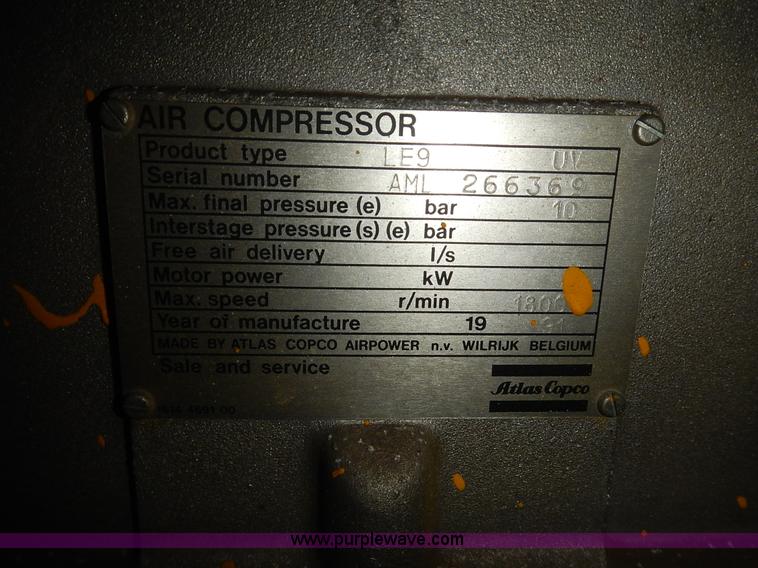 AIR COMPRESSOR
Product type LE9 UV
Serial number AML 266369
Max. final pressure (e) bar 10
Interstage pressure (s) (e) bar
Free air delivery l/s
Motor power kW
Max. speed r/min
Year of manufacture 19 91
MADE BY ATLAS COPCO AIRPOWER n.v. WILRIJK BELGIUM
Sale and service
Atlas Copco
www.purplewave.com